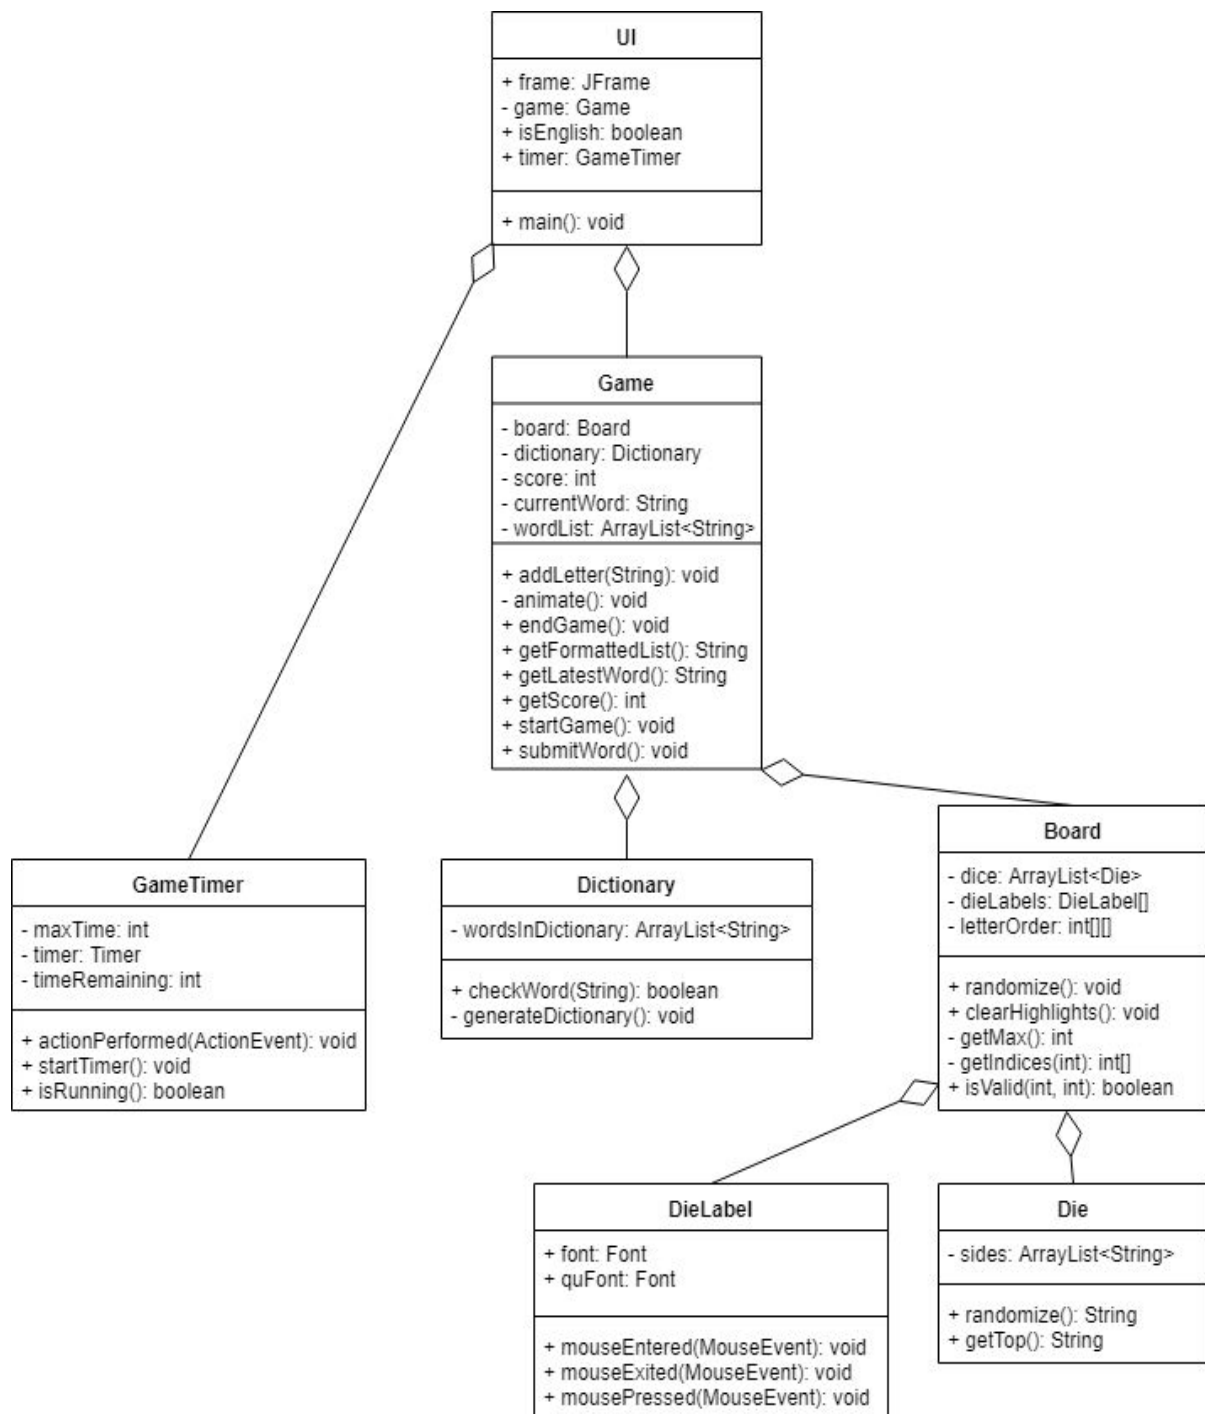 UI
+ frame: JFrame
- game: Game
+ isEnglish: boolean
+ timer: GameTimer
+ main(): void
Game
- board: Board
- dictionary: Dictionary
- score: int
- currentWord: String
- wordList: ArrayList<String>
+ addLetter(String): void
- animate(): void
+ endGame(): void
+ getFormattedList(): String
+ getLatestWord(): String
+ getScore(): int
+ startGame(): void
+ submitWord(): void
GameTimer
- maxTime: int
- timer: Timer
- timeRemaining: int
+ actionPerformed(ActionEvent): void
+ startTimer(): void
+ isRunning(): boolean
Dictionary
- wordsInDictionary: ArrayList<String>
+ checkWord(String): boolean
- generateDictionary(): void
Board
- dice: ArrayList<Die>
- dieLabels: DieLabel[]
- letterOrder: int[][]
+ randomize(): void
+ clearHighlights(): void
- getMax(): int
- getIndices(int): int[]
+ isValid(int, int): boolean
DieLabel
+ font: Font
+ quFont: Font
+ mouseEntered(MouseEvent): void
+ mouseExited(MouseEvent): void
+ mousePressed(MouseEvent): void
Die
- sides: ArrayList<String>
+ randomize(): String
+ getTop(): String